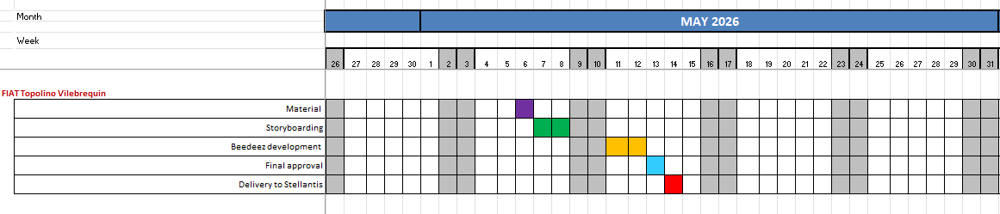 Month
MAY 2026
Week
26 27 28 29 30 1 2 3 4 5 6 7 8 9 10 11 12 13 14 15 16 17 18 19 20 21 22 23 24 25 26 27 28 29 30 31
FIAT Topolino Vilebrequin
Material
Storyboarding
Beedeez development
Final approval
Delivery to Stellantis